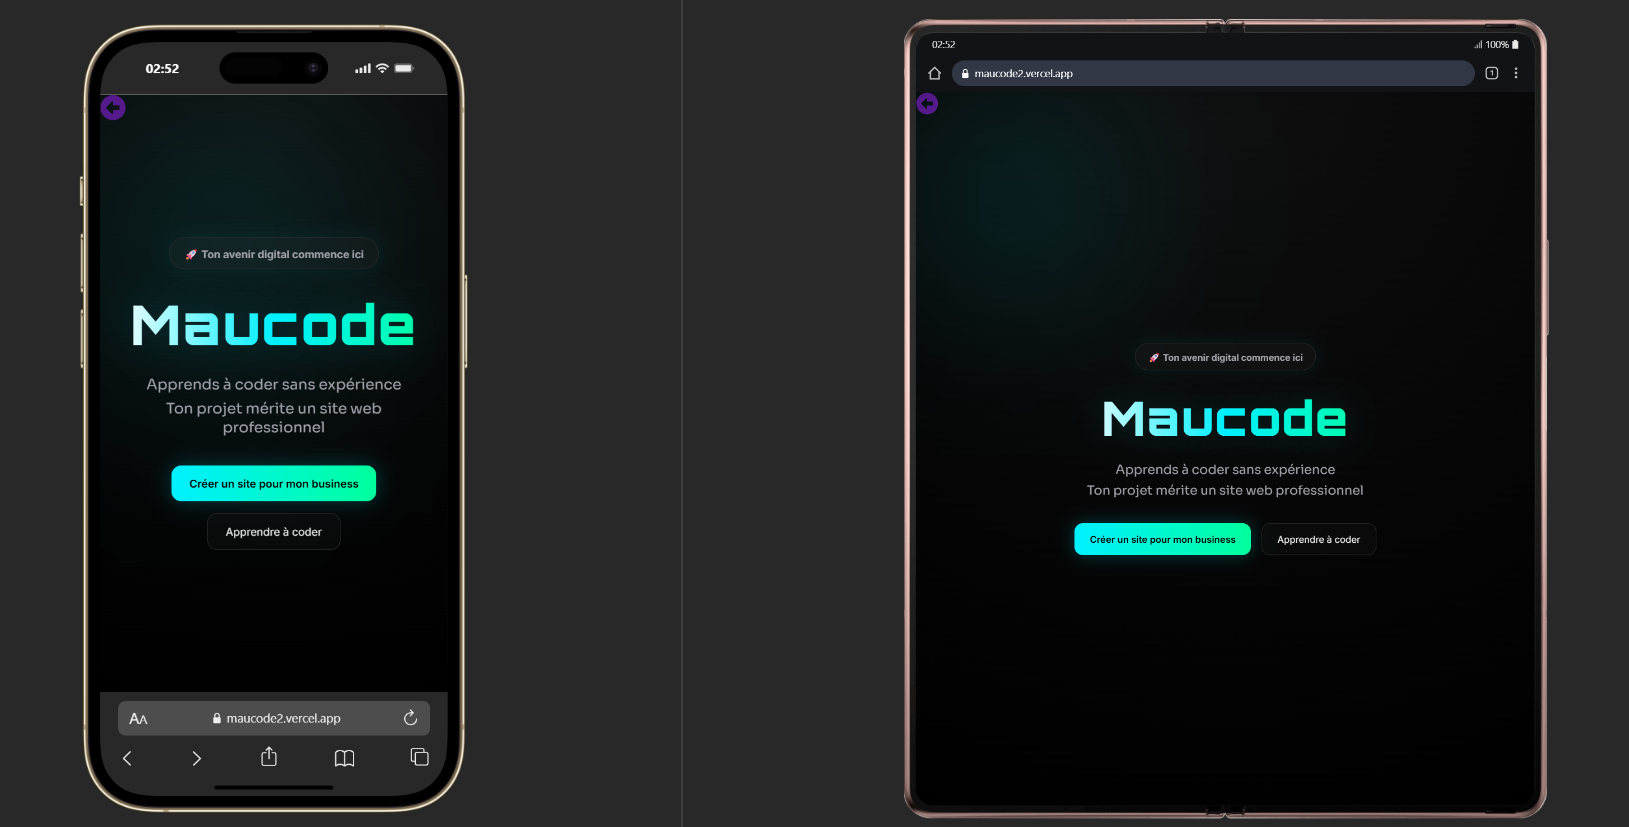 02:52
🚀 Ton avenir digital commence ici
Maucode
Apprends à coder sans expérience
Ton projet mérite un site web
professionnel
Créer un site pour mon business
Apprendre à coder
AA
maucode2.vercel.app
02:52
100%
maucode2.vercel.app
1
🚀 Ton avenir digital commence ici
Maucode
Apprends à coder sans expérience
Ton projet mérite un site web professionnel
Créer un site pour mon business
Apprendre à coder